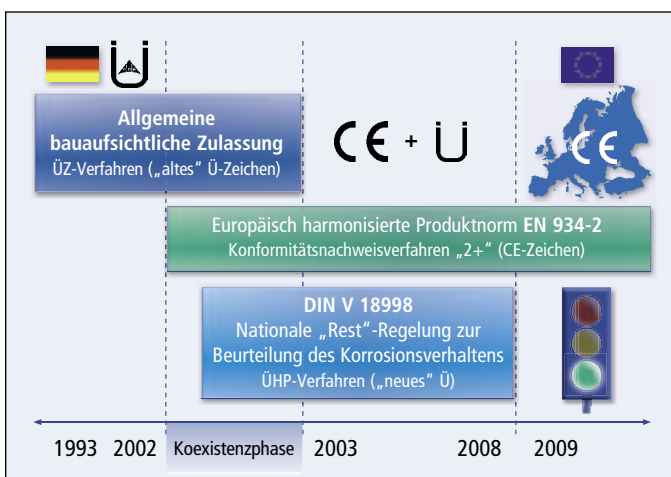 Ü
Allgemeine
bauaufsichtliche Zulassung
ÜZ-Verfahren („altes“ Ü-Zeichen)
CE + Ü
CE
Europäisch harmonisierte Produktnorm EN 934-2
Konformitätsnachweisverfahren „2+“ (CE-Zeichen)
DIN V 18998
Nationale „Rest“-Regelung zur
Beurteilung des Korrosionsverhaltens
ÜHP-Verfahren („neues“ Ü)
1993 2002 Koexistenzphase 2003 2008 2009